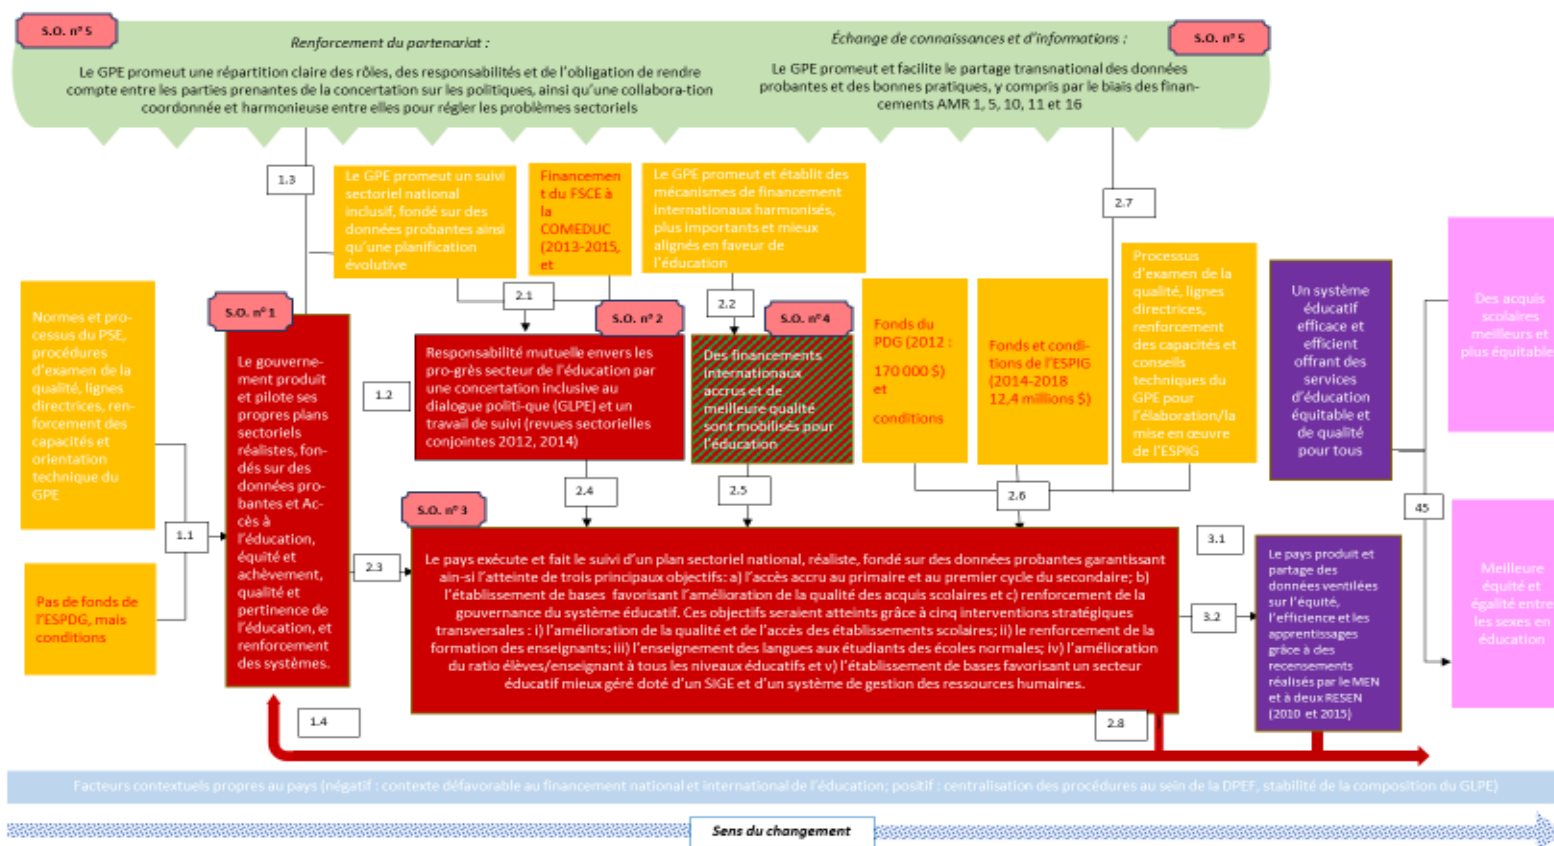 S.O. nº 5
Renforcement du partenariat :
Le GPE promeut une répartition claire des rôles, des responsabilités et de l'obligation de rendre
compte entre les parties prenantes de la concertation sur les politiques, ainsi qu'une collabora-tion
coordonnée et harmonieuse entre elles pour régler les problèmes sectoriels
Échange de connaissances et d'informations :
S.O. nº 5
Le GPE promeut et facilite le partage transnational des données
probantes et des bonnes pratiques, y compris par le biais des finan-
cements AMR 1, 5, 10, 11 et 16
1.3
Le GPE promeut un suivi
sectoriel national
inclusif, fondé sur des
données probantes ainsi
qu'une planification
évolutive
Financemen
t du FSCE à
la
COMEDUC
(2013-2015,
et
Le GPE promeut et établit des
mécanismes de financement
internationaux harmonisés,
plus importants et mieux
alignés en faveur de
l'éducation
2.7
Normes et pro-
cessus du PSE,
procédures
d'examen de la
qualité, lignes
directrices, ren-
forcement des
capacités et
orientation
technique du
GPE
Pas de fonds de
l'ESPDG, mais
conditions
1.1
S.O. nº 1
Le gouverne-
ment produit
et pilote ses
propres plans
sectoriels
réalistes, fon-
dés sur des
données pro-
bantes et Ac-
cès à
l'éducation,
équité et
achèvement,
qualité et
pertinence de
l'éducation, et
renforcement
des systèmes.
1.2
2.1
S.O. nº 2
Responsabilité mutuelle envers les
pro-grès secteur de l'éducation par
une concertation inclusive au
dialogue politi-que (GLPE) et un
travail de suivi (revues sectorielles
conjointes 2012, 2014)
2.2
S.O. nº 4
Des financements
internationaux
accrus et de
meilleure qualité
sont mobilisés pour
l'éducation
Fonds du
PDG (2012 :
170 000 $)
et
conditions
Fonds et condi-
tions de l'ESPIG
(2014-2018
12,4 millions $)
Processus
d'examen de la
qualité, lignes
directrices,
renforcement
des capacités et
conseils
techniques du
GPE pour
l'élaboration/la
mise en œuvre
de l'ESPIG
Un système
éducatif
efficace et
efficient
offrant des
services
d'éducation
équitable et
de qualité
pour tous
Des acquis
scolaires
meilleurs et
plus équitable
2.3
2.4
2.5
2.6
S.O. nº 3
Le pays exécute et fait le suivi d'un plan sectoriel national, réaliste, fondé sur des données probantes garantissant
ain-si l'atteinte de trois principaux objectifs: a) l'accès accru au primaire et au premier cycle du secondaire; b)
l'établissement de bases favorisant l'amélioration de la qualité des acquis scolaires et c) renforcement de la
gouvernance du système éducatif. Ces objectifs seraient atteints grâce à cinq interventions stratégiques
transversales : i) l'amélioration de la qualité et de l'accès des établissements scolaires; ii) le renforcement de la
formation des enseignants; iii) l'enseignement des langues aux étudiants des écoles normales; iv) l'amélioration
du ratio élèves/enseignant à tous les niveaux éducatifs et v) l'établissement de bases favorisant un secteur
éducatif mieux géré doté d'un SIGE et d'un système de gestion des ressources humaines.
3.1
3.2
Le pays produit et
partage des
données ventilées
sur l'équité,
l'efficience et les
apprentissages
grâce à des
recensements
réalisés par le MEN
et à deux RESEN
(2010 et 2015)
45
Meilleure
équité et
égalité entre
les sexes en
éducation
1.4
2.8
Facteurs contextuels propres au pays (négatif : contexte défavorable au financement national et international de l'éducation; positif : centralisation des procédures au sein de la DPEF, stabilité de la composition du GLPE)
Sens du changement